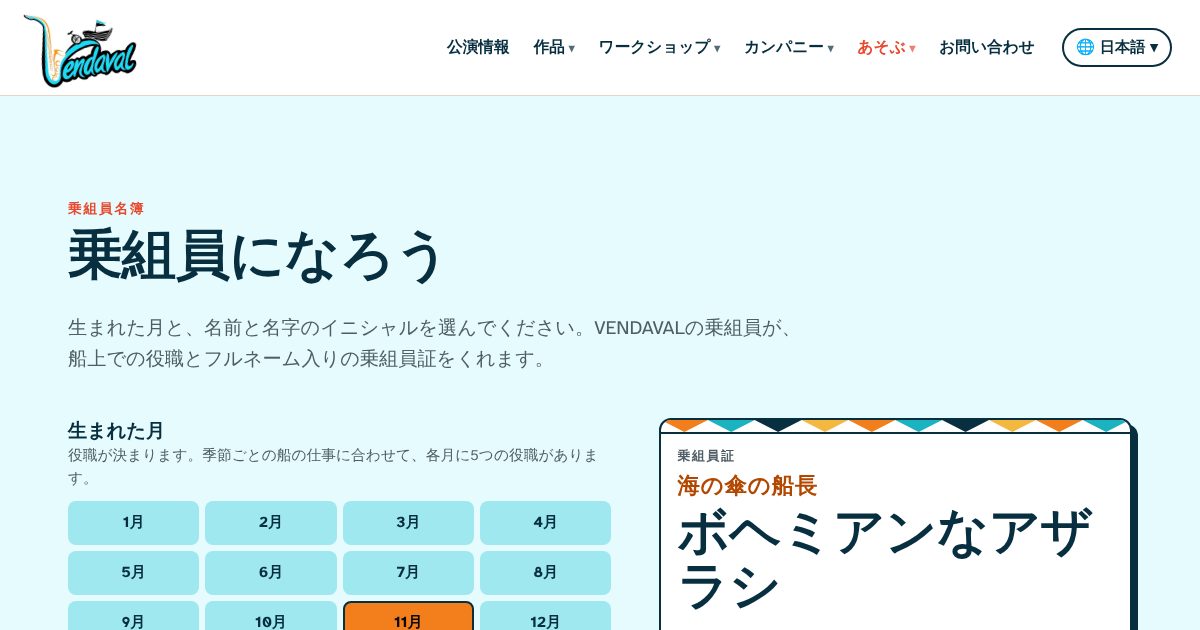 Vendaval
公演情報
作品 ▾
ワークショップ ▾
カンパニー ▾
あそぶ ▾
お問い合わせ
🌐 日本語 ▾
乗組員名簿
乗組員になろう
生まれた月と、名前と名字のイニシャルを選んでください。VENDAVALの乗組員が、
船上での役職とフルネーム入りの乗組員証をくれます。
生まれた月
役職が決まります。季節ごとの船の仕事に合わせて、各月に5つの役職がありま
す。
1月
2月
3月
4月
5月
6月
7月
8月
9月
10月
11月
12月
乗組員証
海の傘の船長
ボヘミアンなアザ
ラシ